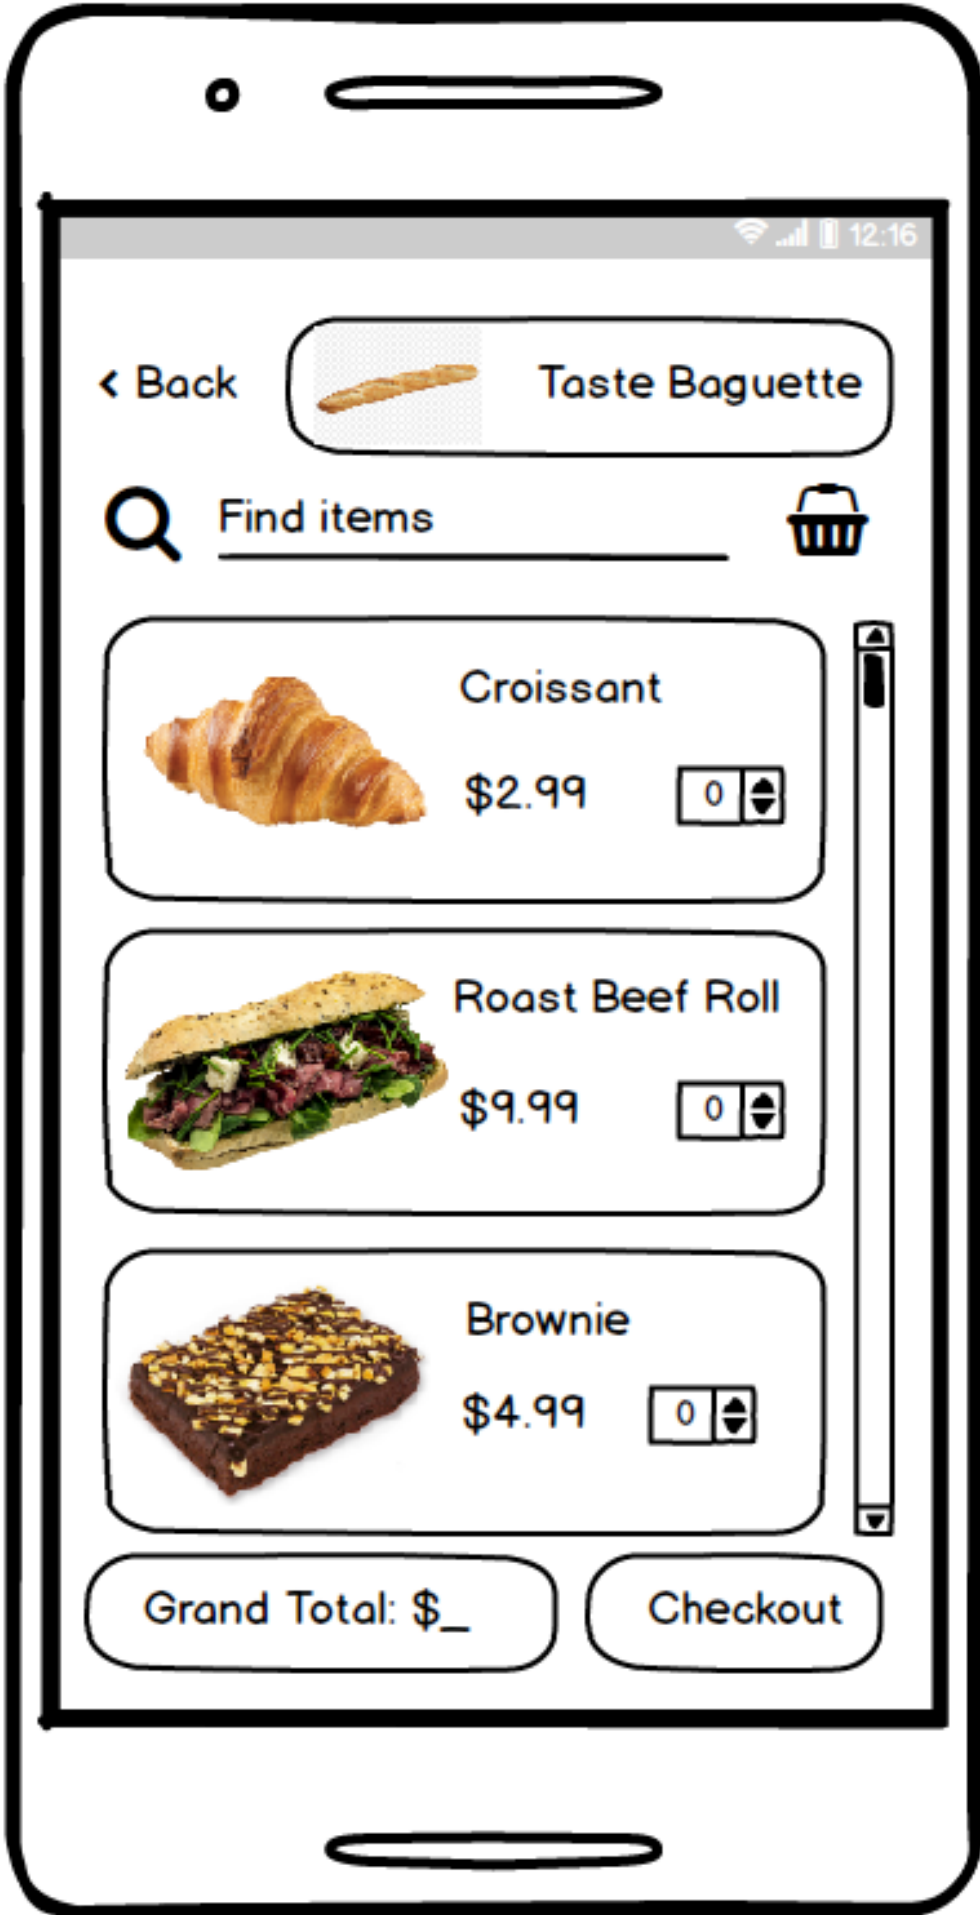 12:16
< Back
Taste Baguette
Find items
Croissant
$2.99
0
Roast Beef Roll
$9.99
0
Brownie
$4.99
0
Grand Total: $_
Checkout